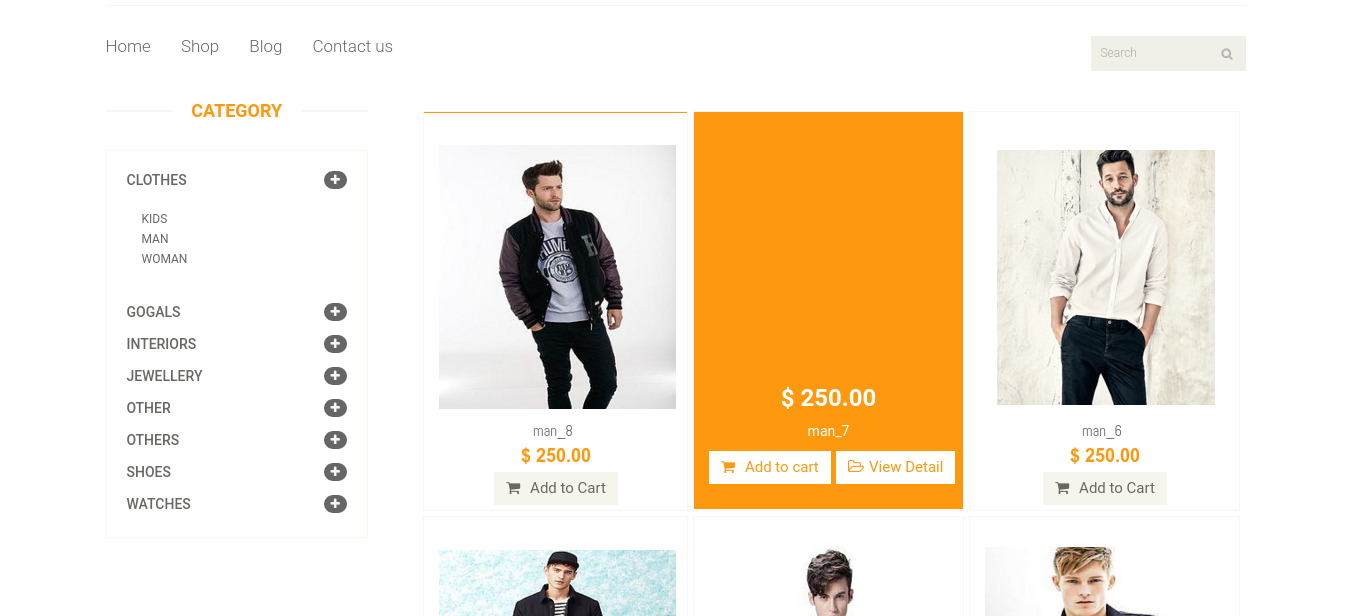 Home Shop Blog Contact us
Search
CATEGORY
CLOTHES
KIDS
MAN
WOMAN
GOGALS
INTERIORS
JEWELLERY
OTHER
OTHERS
SHOES
WATCHES
man_8
$ 250.00
Add to Cart
$ 250.00
man_7
Add to cart
View Detail
man_6
$ 250.00
Add to Cart